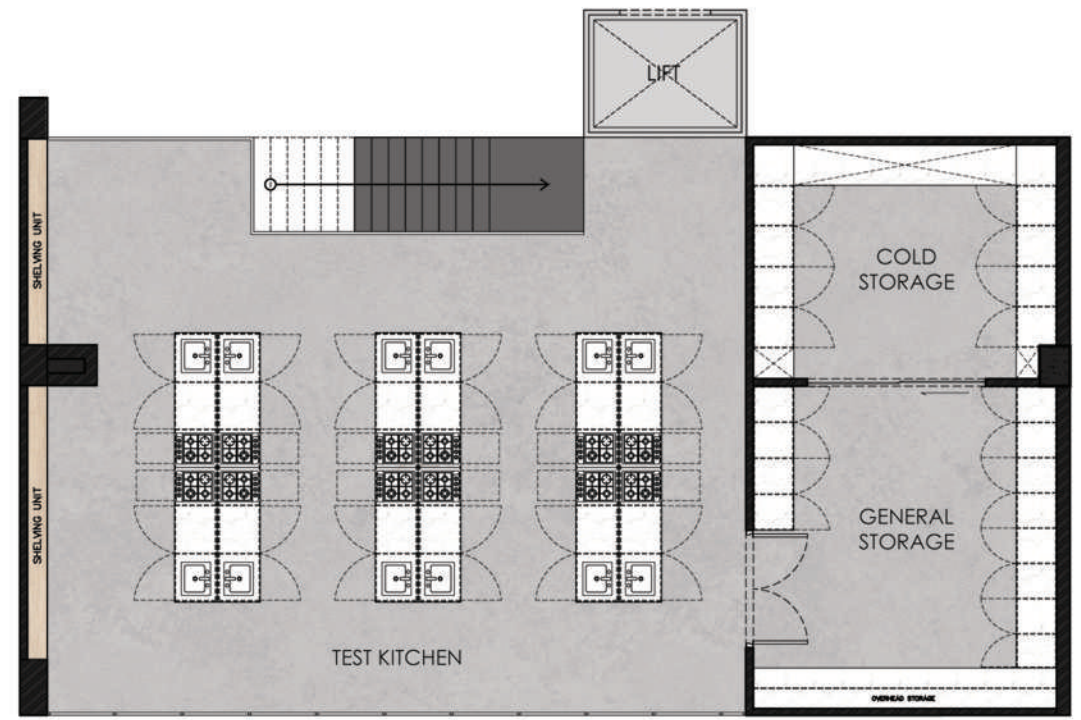 LIFT
SHELVING UNIT
COLD
STORAGE
SHELVING UNIT
GENERAL
STORAGE
TEST KITCHEN
OVERHEAD STORAGE